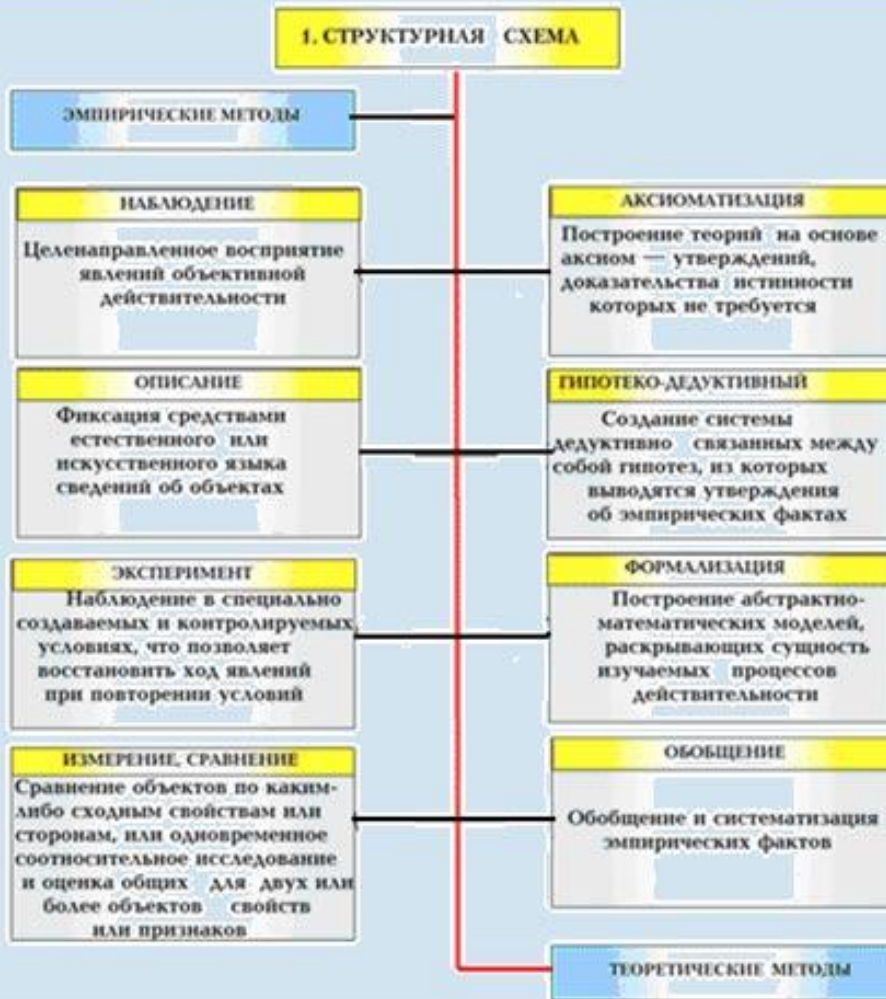 1. СТРУКТУРНАЯ СХЕМА
ЭМПИРИЧЕСКИЕ МЕТОДЫ
НАБЛЮДЕНИЕ
Целенаправленное восприятие
явлений объективной
действительности
ОПИСАНИЕ
Фиксация средствами
естественного или
искусственного языка
сведений об объектах
ЭКСПЕРИМЕНТ
Наблюдение в специально
создаваемых и контролируемых
условиях, что позволяет
восстановить ход явлений
при повторении условий
ИЗМЕРЕНИЕ, СРАВНЕНИЕ
Сравнение объектов по каким-
либо сходным свойствам или
сторонам, или одновременное
соотносительное исследование
и оценка общих для двух или
более объектов свойств
или признаков
АКСИОМАТИЗАЦИЯ
Построение теорий на основе
аксиом — утверждений,
доказательства истинности
которых не требуется
ГИПОТЕКО-ДЕДУКТИВНЫЙ
Создание системы
дедуктивно связанных между
собой гипотез, из которых
выводятся утверждения
об эмпирических фактах
ФОРМАЛИЗАЦИЯ
Построение абстрактно-
математических моделей,
раскрывающих сущность
изучаемых процессов
действительности
ОБОБЩЕНИЕ
Обобщение и систематизация
эмпирических фактов
ТЕОРЕТИЧЕСКИЕ МЕТОДЫ